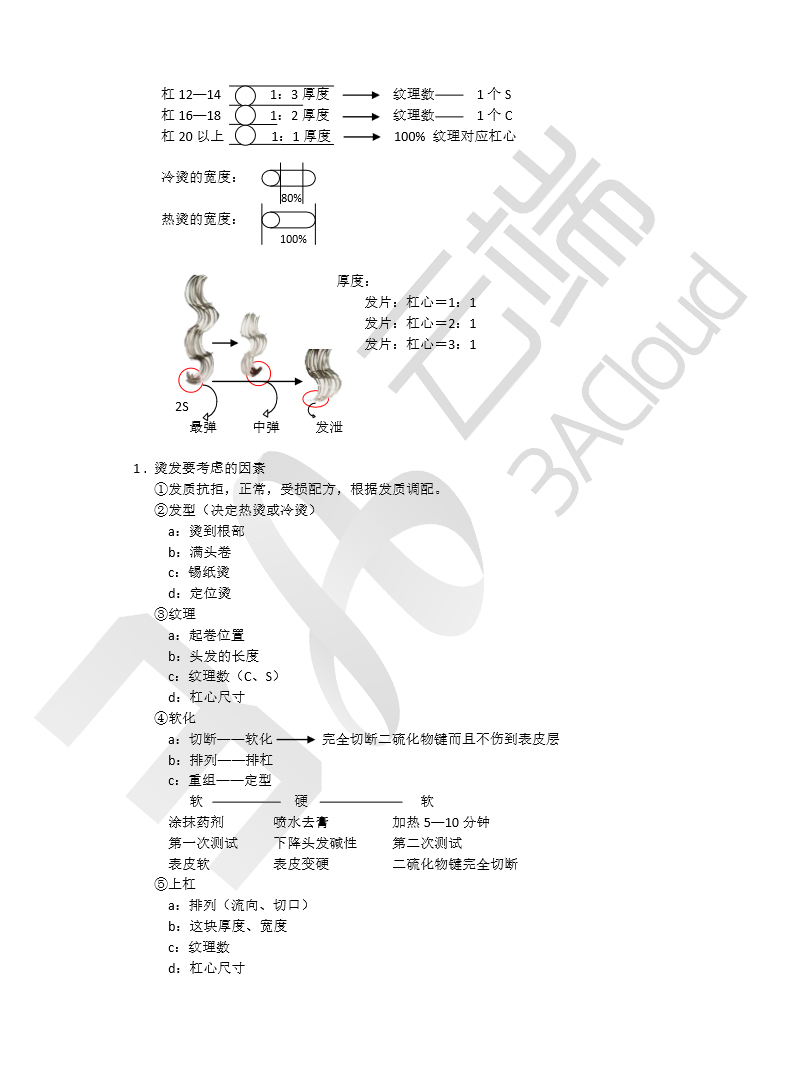 杠 12—14 1：3 厚度 纹理数—— 1 个 S
杠 16—18 1：2 厚度 纹理数—— 1 个 C
杠 20 以上 1：1 厚度 100% 纹理对应杠心
冷烫的宽度：
80%
热烫的宽度：
100%
厚度：
发片：杠心＝1：1
发片：杠心＝2：1
发片：杠心＝3：1
2S
最弹 中弹 发泄
1．烫发要考虑的因素
①发质抗拒，正常，受损配方，根据发质调配。
②发型（决定热烫或冷烫）
a：烫到根部
b：满头卷
c：锡纸烫
d：定位烫
③纹理
a：起卷位置
b：头发的长度
c：纹理数（C、S）
d：杠心尺寸
④软化
a：切断——软化 完全切断二硫化物键而且不伤到表皮层
b：排列——排杠
c：重组——定型
软 硬 软
涂抹药剂 喷水去膏 加热 5—10 分钟
第一次测试 下降头发碱性 第二次测试
表皮软 表皮变硬 二硫化物键完全切断
⑤上杠
a：排列（流向、切口）
b：这块厚度、宽度
c：纹理数
d：杠心尺寸
3A云端
3ACloud